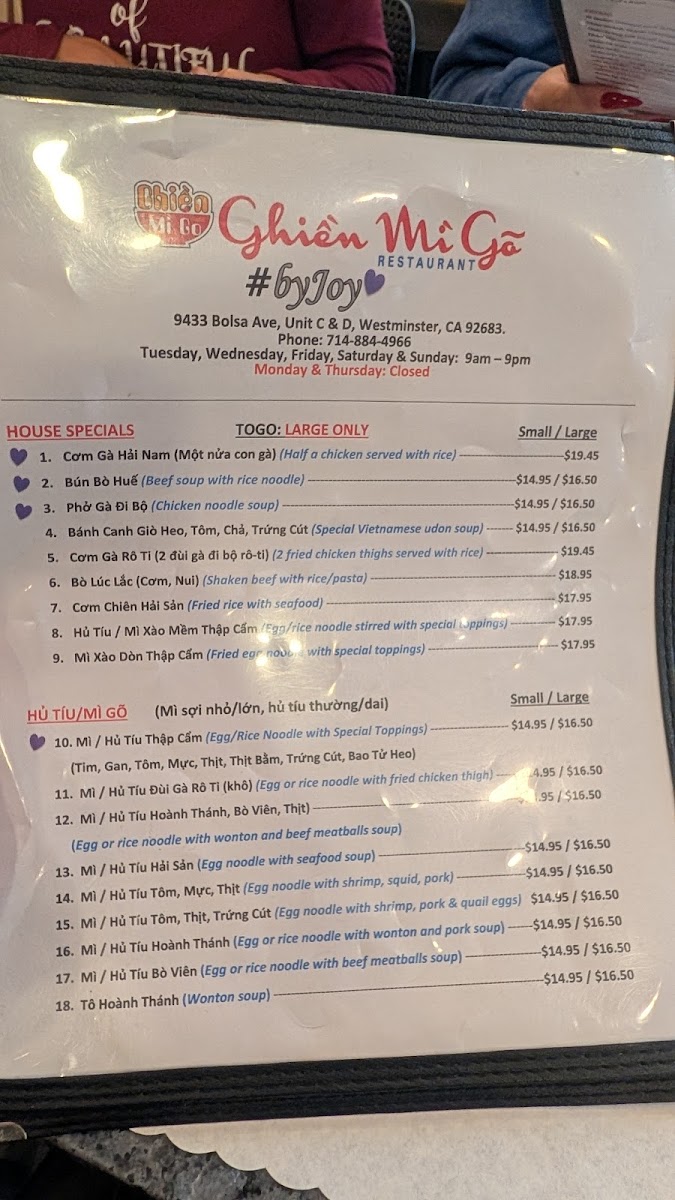 of
BEAUTIFUL
Ghiền
Mì Gõ
Ghiền Mì Gõ
RESTAURANT
#byJoy
9433 Bolsa Ave, Unit C & D, Westminster, CA 92683.
Phone: 714-884-4966
Tuesday, Wednesday, Friday, Saturday & Sunday: 9am – 9pm
Monday & Thursday: Closed
HOUSE SPECIALS TOGO: LARGE ONLY Small / Large
1. Cơm Gà Hải Nam (Một nửa con gà) (Half a chicken served with rice) $19.45
2. Bún Bò Huế (Beef soup with rice noodle) $14.95 / $16.50
3. Phở Gà Đi Bộ (Chicken noodle soup) $14.95 / $16.50
4. Bánh Canh Giò Heo, Tôm, Chả, Trứng Cút (Special Vietnamese udon soup) $14.95 / $16.50
5. Cơm Gà Rô Ti (2 đùi gà đi bộ rô-ti) (2 fried chicken thighs served with rice) $19.45
6. Bò Lúc Lắc (Cơm, Nui) (Shaken beef with rice/pasta) $18.95
7. Cơm Chiên Hải Sản (Fried rice with seafood) $17.95
8. Hủ Tíu / Mì Xào Mềm Thập Cẩm (Egg/rice noodle stirred with special toppings) $17.95
9. Mì Xào Dòn Thập Cẩm (Fried egg noodle with special toppings) $17.95
HỦ TÍU/MÌ GÕ (Mì sợi nhỏ/lớn, hủ tíu thường/dai) Small / Large
10. Mì / Hủ Tíu Thập Cẩm (Egg/Rice Noodle with Special Toppings) $14.95 / $16.50
(Tim, Gan, Tôm, Mực, Thịt, Thịt Bằm, Trứng Cút, Bao Tử Heo)
11. Mì / Hủ Tíu Đùi Gà Rô Ti (khô) (Egg or rice noodle with fried chicken thigh) 4.95 / $16.50
12. Mì / Hủ Tíu Hoành Thánh, Bò Viên, Thịt) .95 / $16.50
(Egg or rice noodle with wonton and beef meatballs soup)
13. Mì / Hủ Tíu Hải Sản (Egg noodle with seafood soup) $14.95 / $16.50
14. Mì / Hủ Tíu Tôm, Mực, Thịt (Egg noodle with shrimp, squid, pork) $14.95 / $16.50
15. Mì / Hủ Tíu Tôm, Thịt, Trứng Cút (Egg noodle with shrimp, pork & quail eggs) $14.95 / $16.50
16. Mì / Hủ Tíu Hoành Thánh (Egg or rice noodle with wonton and pork soup) $14.95 / $16.50
17. Mì / Hủ Tíu Bò Viên (Egg or rice noodle with beef meatballs soup) $14.95 / $16.50
18. Tô Hoành Thánh (Wonton soup) $14.95 / $16.50